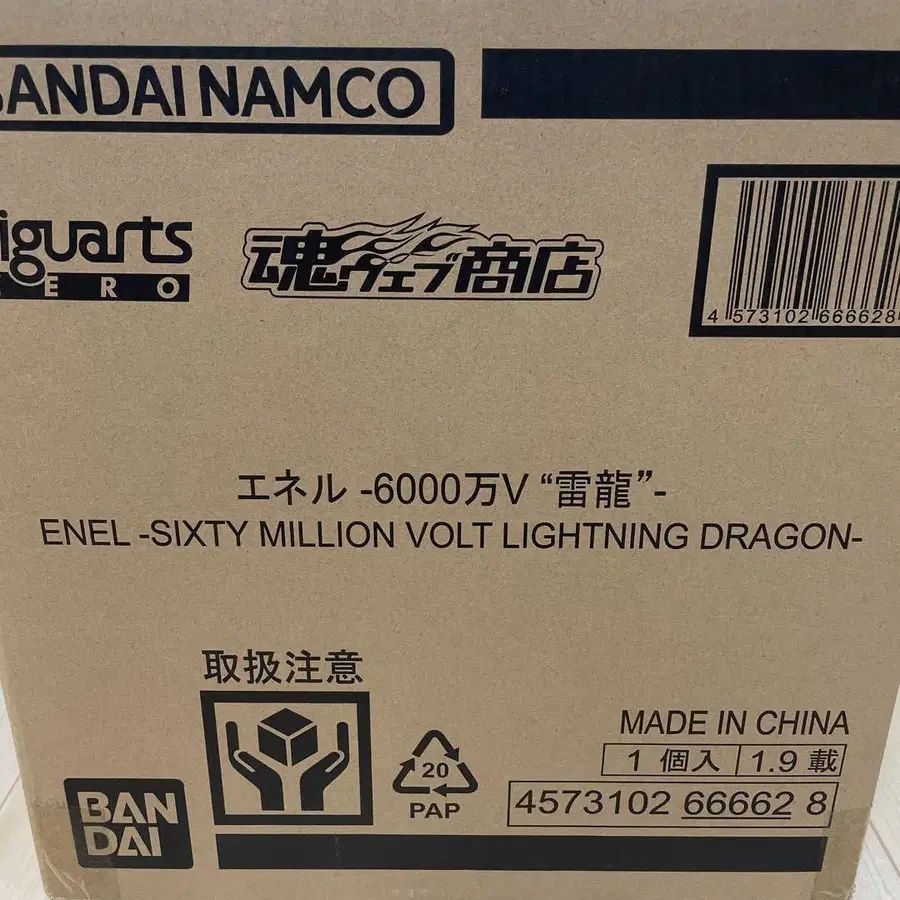 BANDAI NAMCO
Figuarts
ZERO
魂ウェブ商店
4 573102 666628
エネル -6000万V “雷龍”-
ENEL -SIXTY MILLION VOLT LIGHTNING DRAGON-
取扱注意
MADE IN CHINA
1 個入 1.9 載
4573102 66662 8
20
PAP
BAN
DAI